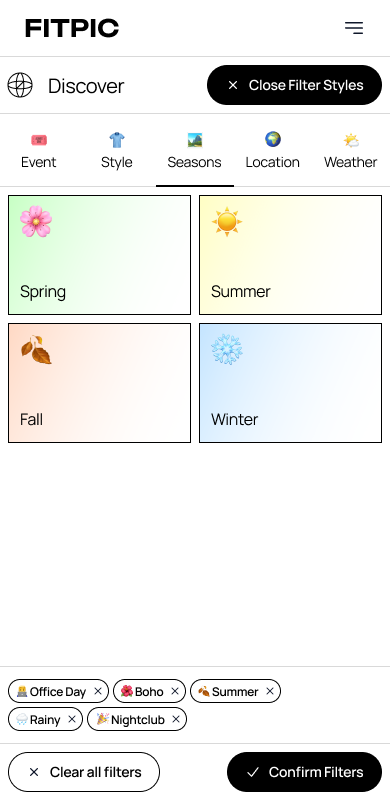 FITPIC
Discover
Close Filter Styles
Event
Style
Seasons
Location
Weather
Spring
Summer
Fall
Winter
Office Day
Boho
Summer
Rainy
Nightclub
Clear all filters
Confirm Filters